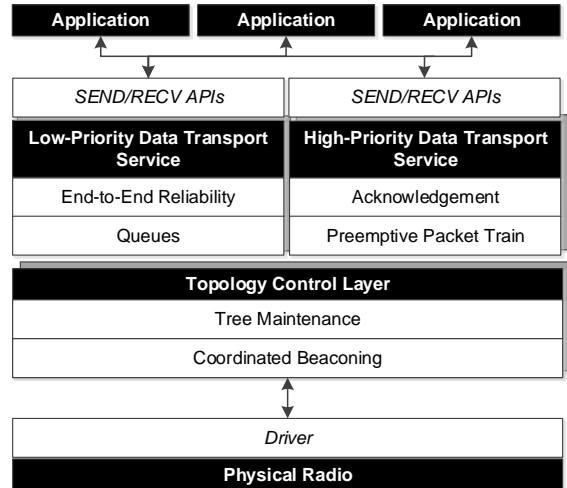 Application
Application
Application
SEND/RECV APIs
SEND/RECV APIs
Low-Priority Data Transport
Service
High-Priority Data Transport
Service
End-to-End Reliability
Acknowledgement
Queues
Preemptive Packet Train
Topology Control Layer
Tree Maintenance
Coordinated Beaconing
Driver
Physical Radio